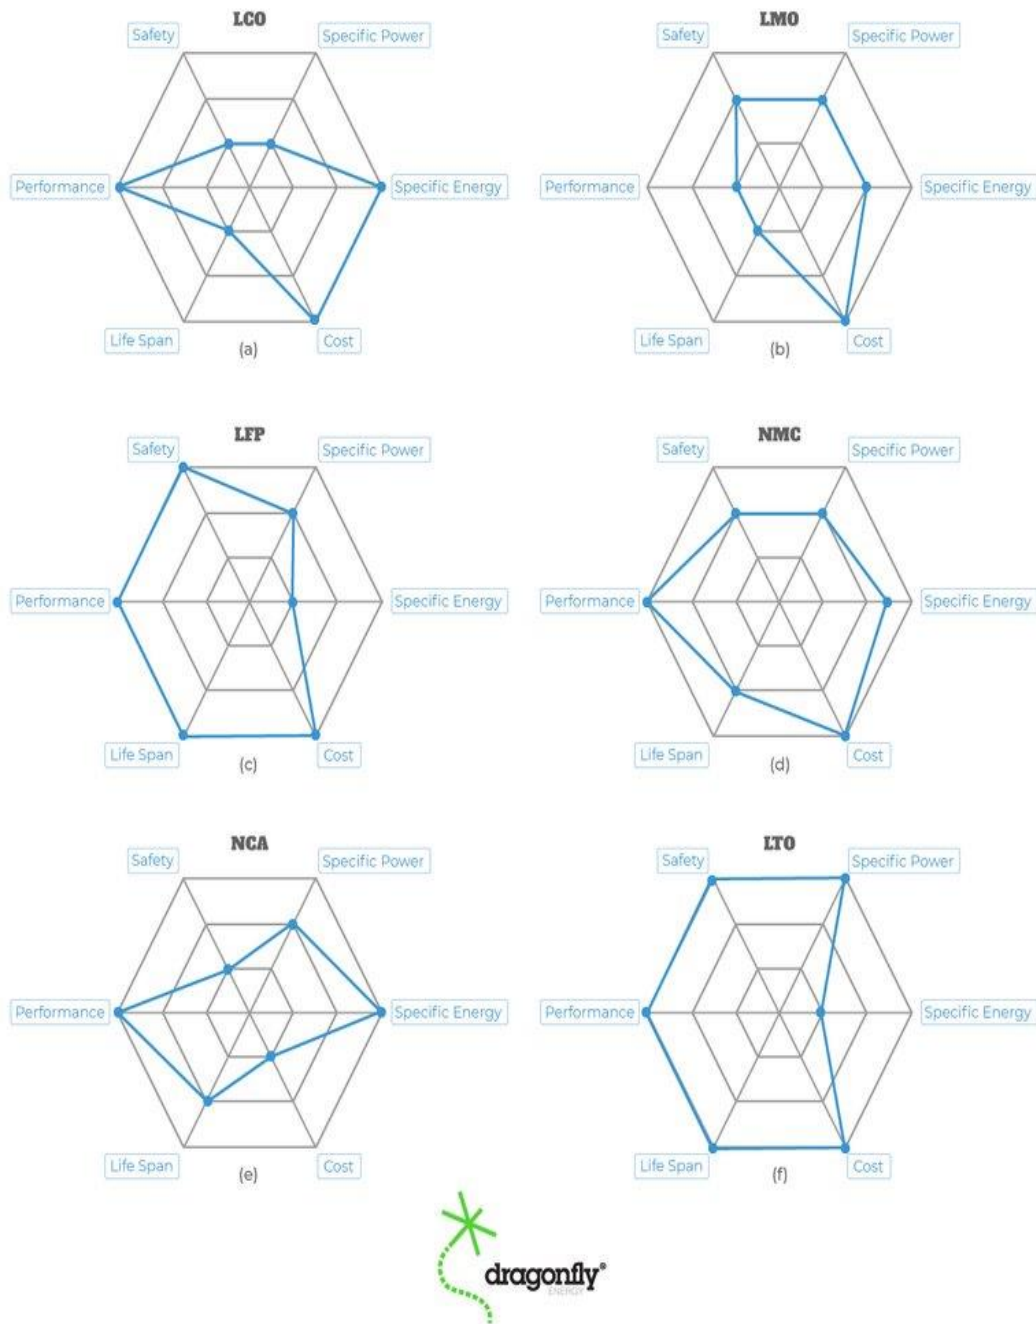 LCO
Safety
Specific Power
Performance
Specific Energy
Life Span
Cost
(a)
LMO
Safety
Specific Power
Performance
Specific Energy
Life Span
Cost
(b)
LFP
Safety
Specific Power
Performance
Specific Energy
Life Span
Cost
(c)
NMC
Safety
Specific Power
Performance
Specific Energy
Life Span
Cost
(d)
NCA
Safety
Specific Power
Performance
Specific Energy
Life Span
Cost
(e)
LTO
Safety
Specific Power
Performance
Specific Energy
Life Span
Cost
(f)
dragonfly®
ENERGY